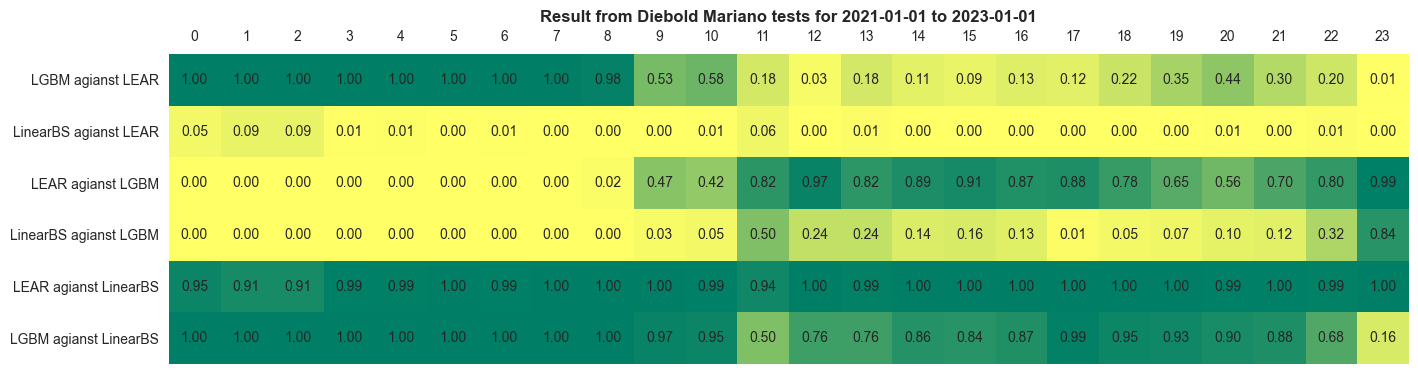 Result from Diebold Mariano tests for 2021-01-01 to 2023-01-01
0 1 2 3 4 5 6 7 8 9 10 11 12 13 14 15 16 17 18 19 20 21 22 23
LGBM agianst LEAR 1.00 1.00 1.00 1.00 1.00 1.00 1.00 1.00 0.98 0.53 0.58 0.18 0.03 0.18 0.11 0.09 0.13 0.12 0.22 0.35 0.44 0.30 0.20 0.01
LinearBS agianst LEAR 0.05 0.09 0.09 0.01 0.01 0.00 0.01 0.00 0.00 0.00 0.01 0.06 0.00 0.01 0.00 0.00 0.00 0.00 0.00 0.00 0.01 0.00 0.01 0.00
LEAR agianst LGBM 0.00 0.00 0.00 0.00 0.00 0.00 0.00 0.00 0.02 0.47 0.42 0.82 0.97 0.82 0.89 0.91 0.87 0.88 0.78 0.65 0.56 0.70 0.80 0.99
LinearBS agianst LGBM 0.00 0.00 0.00 0.00 0.00 0.00 0.00 0.00 0.00 0.03 0.05 0.50 0.24 0.24 0.14 0.16 0.13 0.01 0.05 0.07 0.10 0.12 0.32 0.84
LEAR agianst LinearBS 0.95 0.91 0.91 0.99 0.99 1.00 0.99 1.00 1.00 1.00 0.99 0.94 1.00 0.99 1.00 1.00 1.00 1.00 1.00 1.00 0.99 1.00 0.99 1.00
LGBM agianst LinearBS 1.00 1.00 1.00 1.00 1.00 1.00 1.00 1.00 1.00 0.97 0.95 0.50 0.76 0.76 0.86 0.84 0.87 0.99 0.95 0.93 0.90 0.88 0.68 0.16